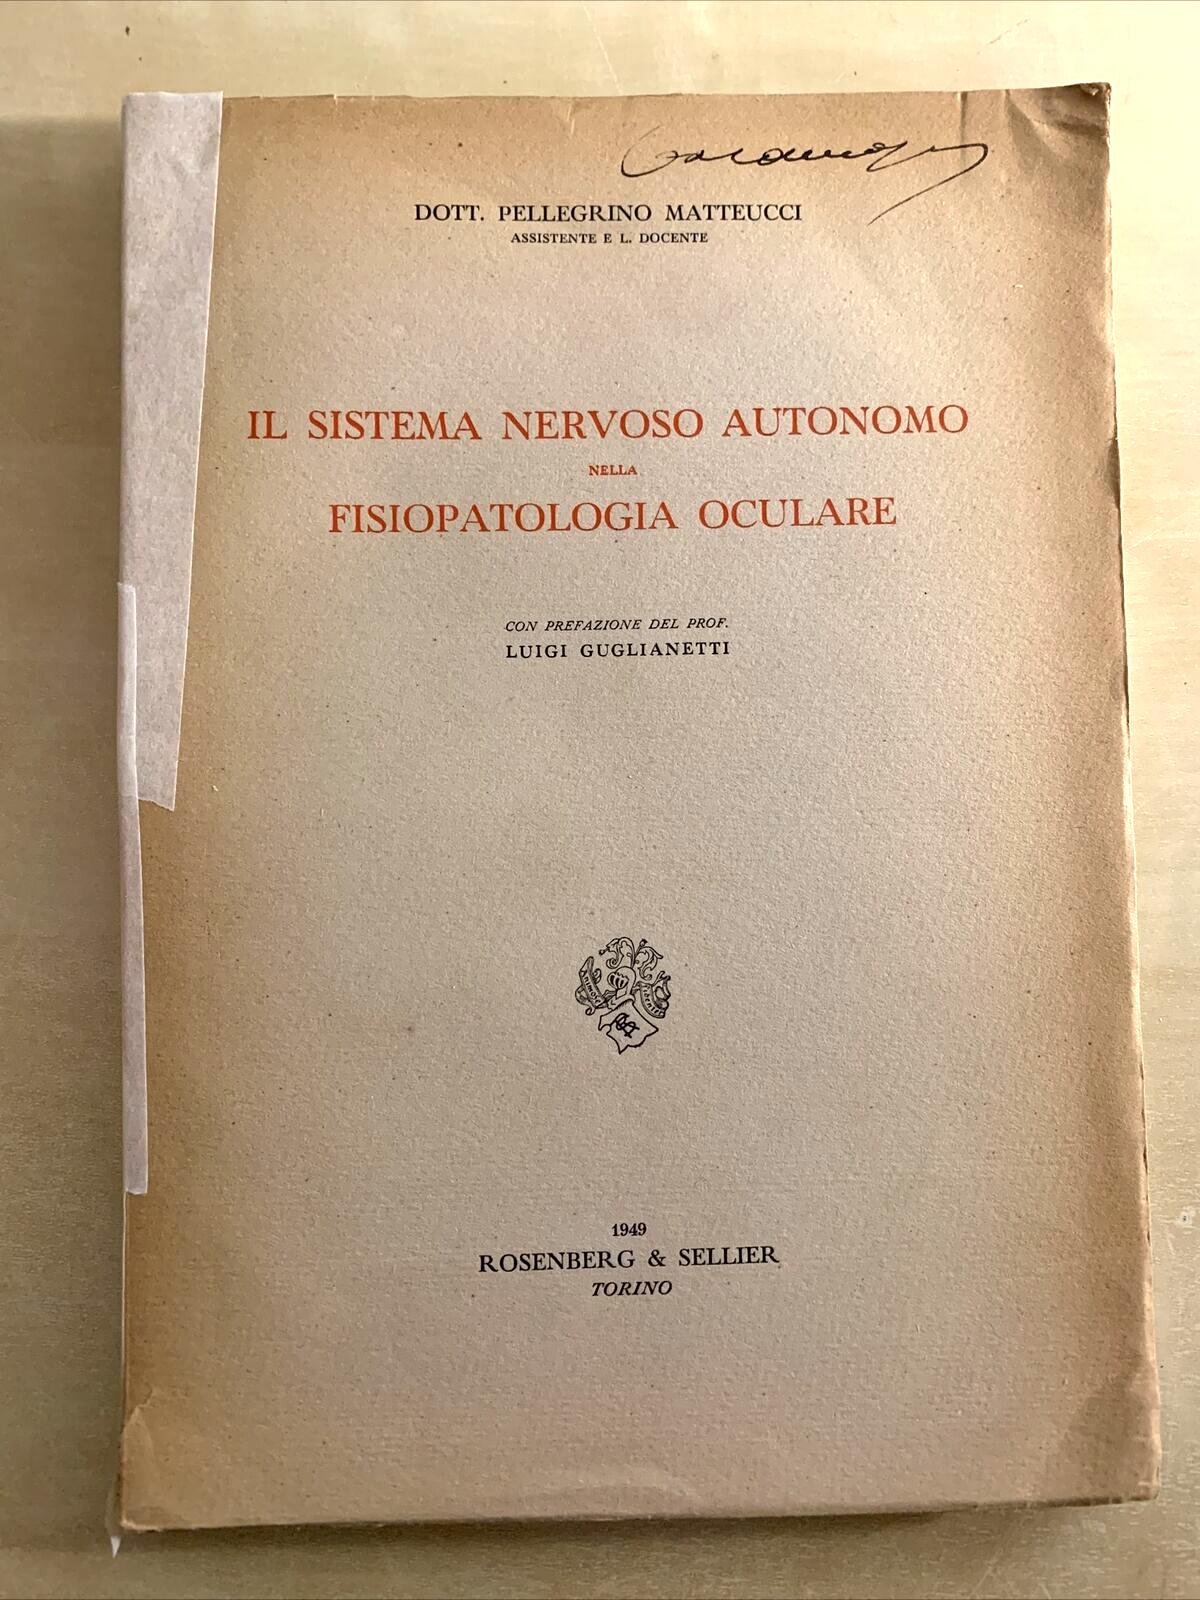 DOTT. PELLEGRINO MATTEUCCI
ASSISTENTE E L. DOCENTE
IL SISTEMA NERVOSO AUTONOMO
NELLA
FISIOPATOLOGIA OCULARE
CON PREFAZIONE DEL PROF.
LUIGI GUGLIANETTI
1949
ROSENBERG & SELLIER
TORINO